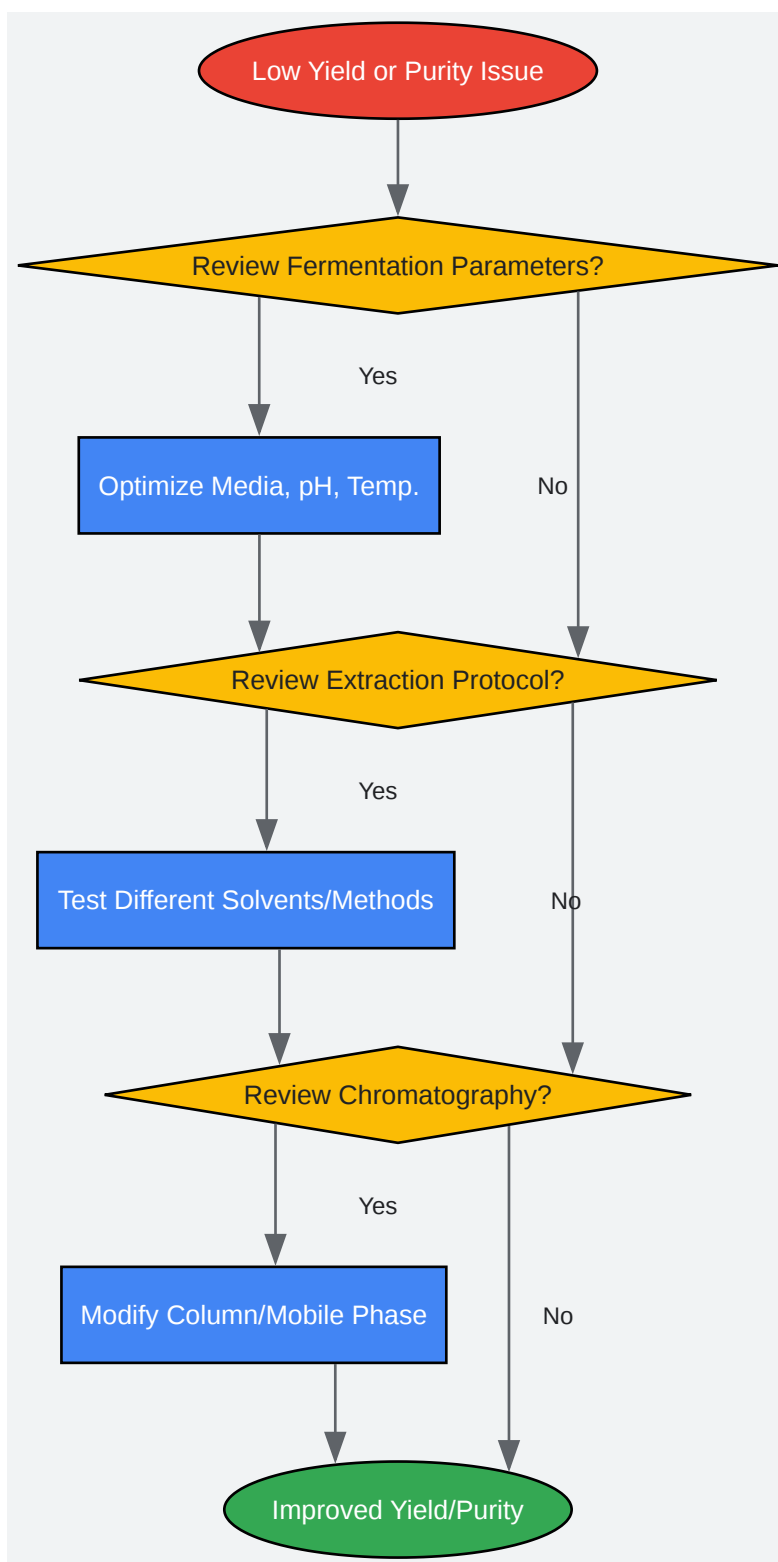 Low Yield or Purity Issue
Review Fermentation Parameters?
Yes
Optimize Media, pH, Temp.
No
Review Extraction Protocol?
Yes
Test Different Solvents/Methods
No
Review Chromatography?
Yes
Modify Column/Mobile Phase
No
Improved Yield/Purity